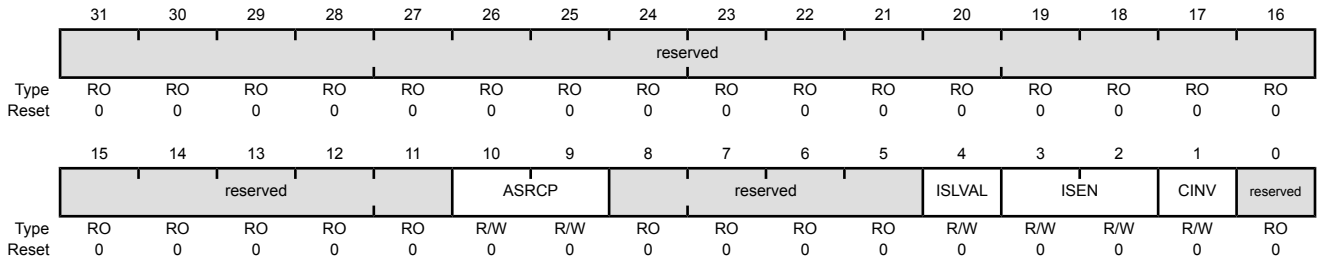 31 30 29 28 27 26 25 24 23 22 21 20 19 18 17 16
reserved
Type RO RO RO RO RO RO RO RO RO RO RO RO RO RO RO RO
Reset 0 0 0 0 0 0 0 0 0 0 0 0 0 0 0 0
15 14 13 12 11 10 9 8 7 6 5 4 3 2 1 0
reserved ASRCP reserved ISLVAL ISEN CINV reserved
Type RO RO RO RO RO R/W R/W RO RO RO RO R/W R/W R/W R/W RO
Reset 0 0 0 0 0 0 0 0 0 0 0 0 0 0 0 0